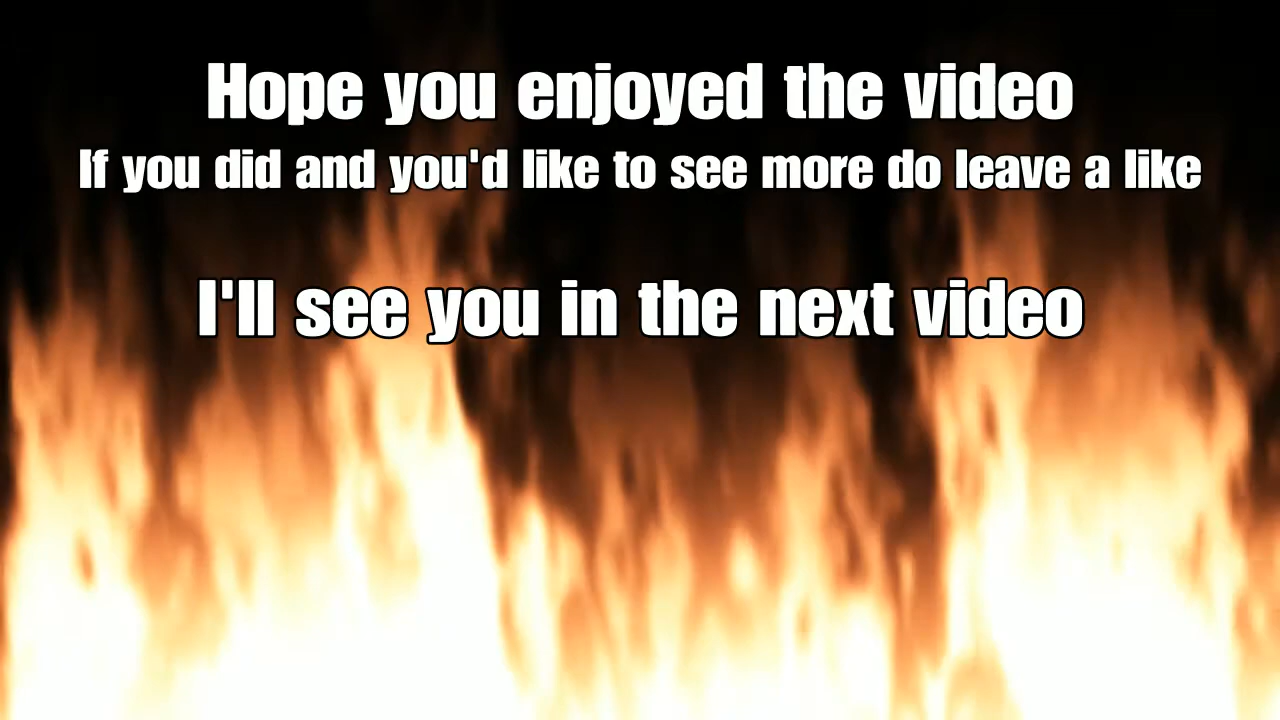 Hope you enjoyed the video
If you did and you'd like to see more do leave a like
I'll see you in the next video